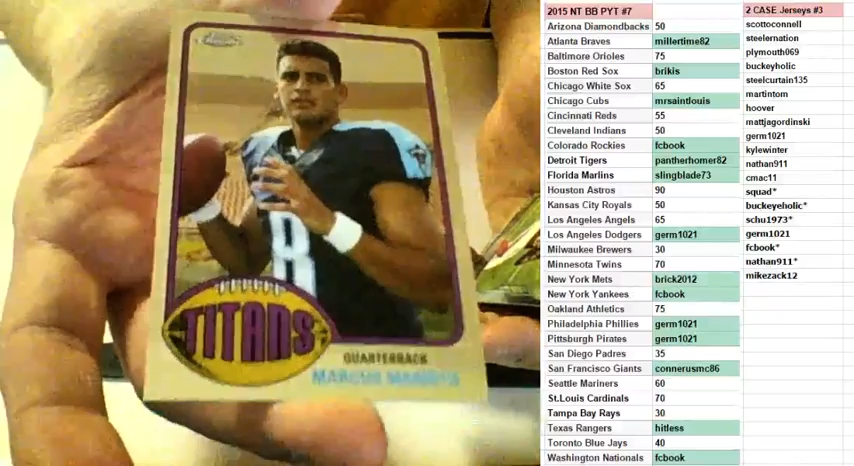 Chrome
8
TITANS
QUARTERBACK
MARCUS MARIOTA
2015 NT BB PYT #7
Arizona Diamondbacks 50
Atlanta Braves millertime82
Baltimore Orioles 75
Boston Red Sox brikis
Chicago White Sox 65
Chicago Cubs mrsaintlouis
Cincinnati Reds 55
Cleveland Indians 50
Colorado Rockies fcbook
Detroit Tigers pantherhomer82
Florida Marlins slingblade73
Houston Astros 90
Kansas City Royals 50
Los Angeles Angels 65
Los Angeles Dodgers germ1021
Milwaukee Brewers 30
Minnesota Twins 70
New York Mets brick2012
New York Yankees fcbook
Oakland Athletics 75
Philadelphia Phillies germ1021
Pittsburgh Pirates germ1021
San Diego Padres 35
San Francisco Giants connerusmc86
Seattle Mariners 60
St.Louis Cardinals 70
Tampa Bay Rays 30
Texas Rangers hitless
Toronto Blue Jays 40
Washington Nationals fcbook
2 CASE Jerseys #3
scottoconnell
steelernation
plymouth069
buckeyholic
steelcurtain135
martintom
hoover
mattjagordinski
germ1021
kylewinter
nathan911
cmac11
squad*
buckeyeholic*
schu1973*
germ1021
fcbook*
nathan911*
mikezack12